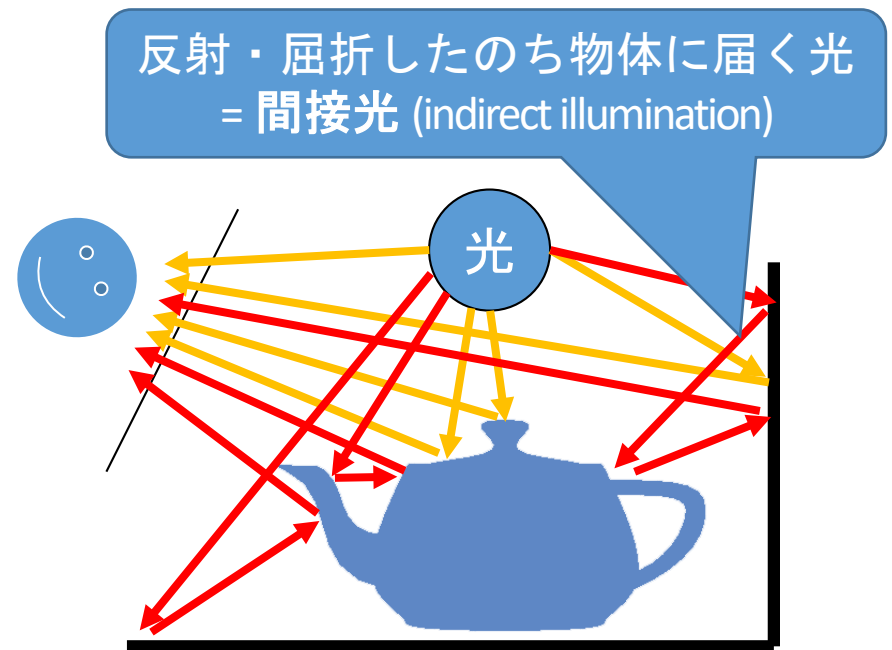 反射・屈折したのち物体に届く光
= 間接光 (indirect illumination)
光